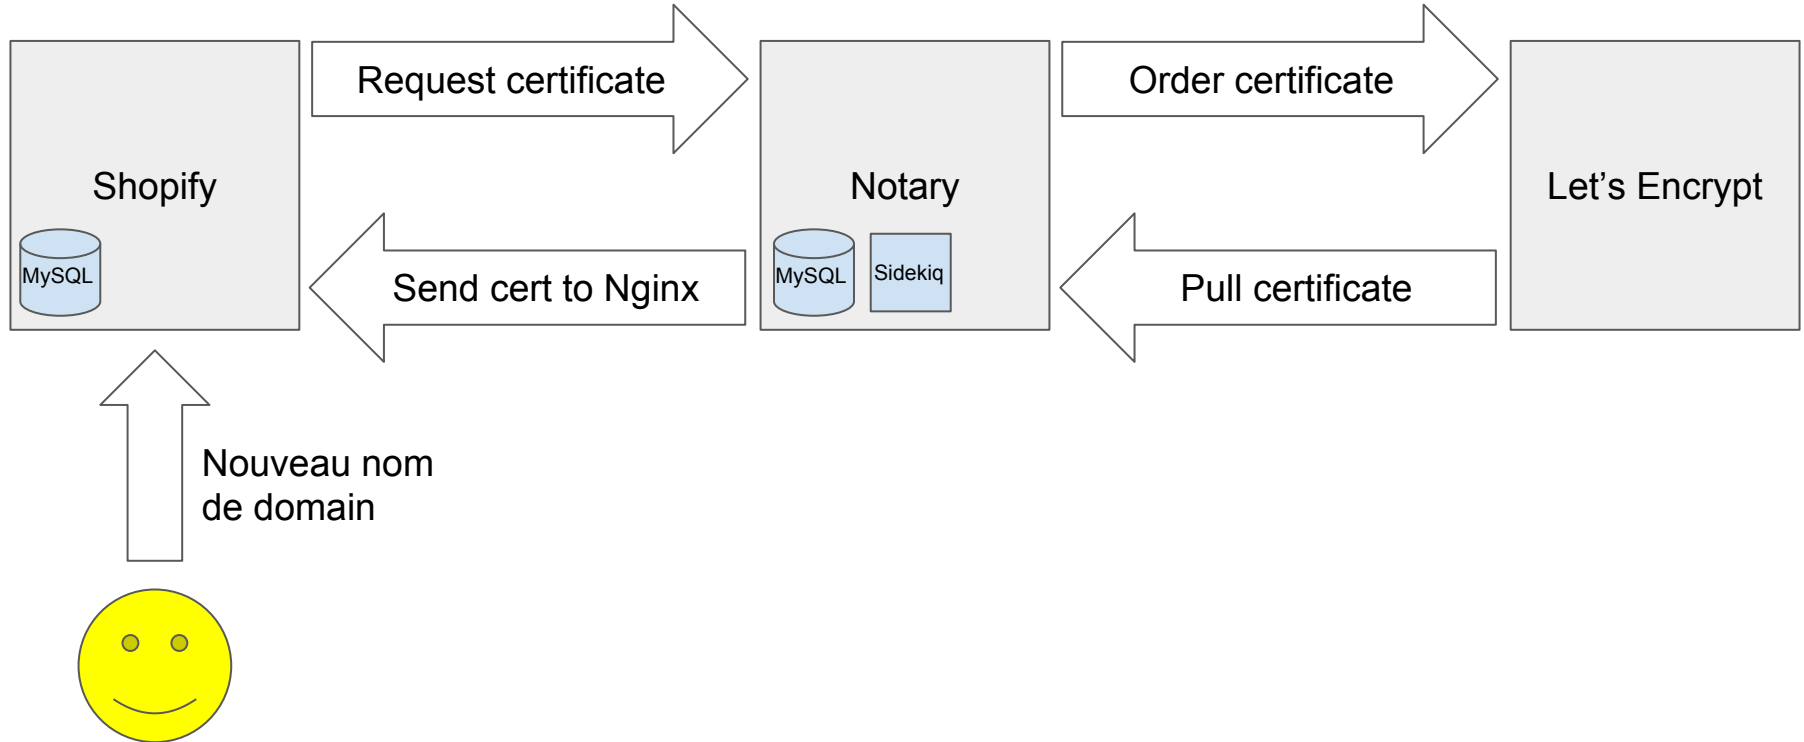 Request certificate
Order certificate
Shopify
Notary
Let's Encrypt
MySQL
Send cert to Nginx
MySQL
Sidekiq
Pull certificate
Nouveau nom
de domain